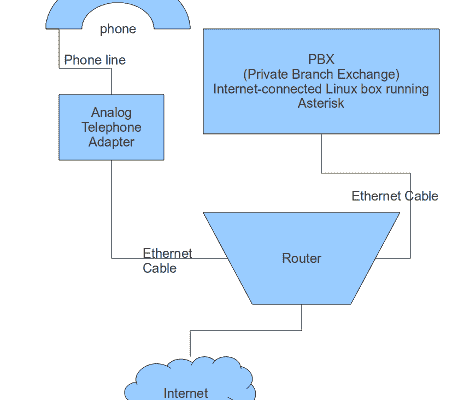 phone
Phone line
PBX
(Private Branch Exchange)
Internet-connected Linux box running
Asterisk
Analog
Telephone
Adapter
Ethernet Cable
Ethernet
Cable
Router
Internet